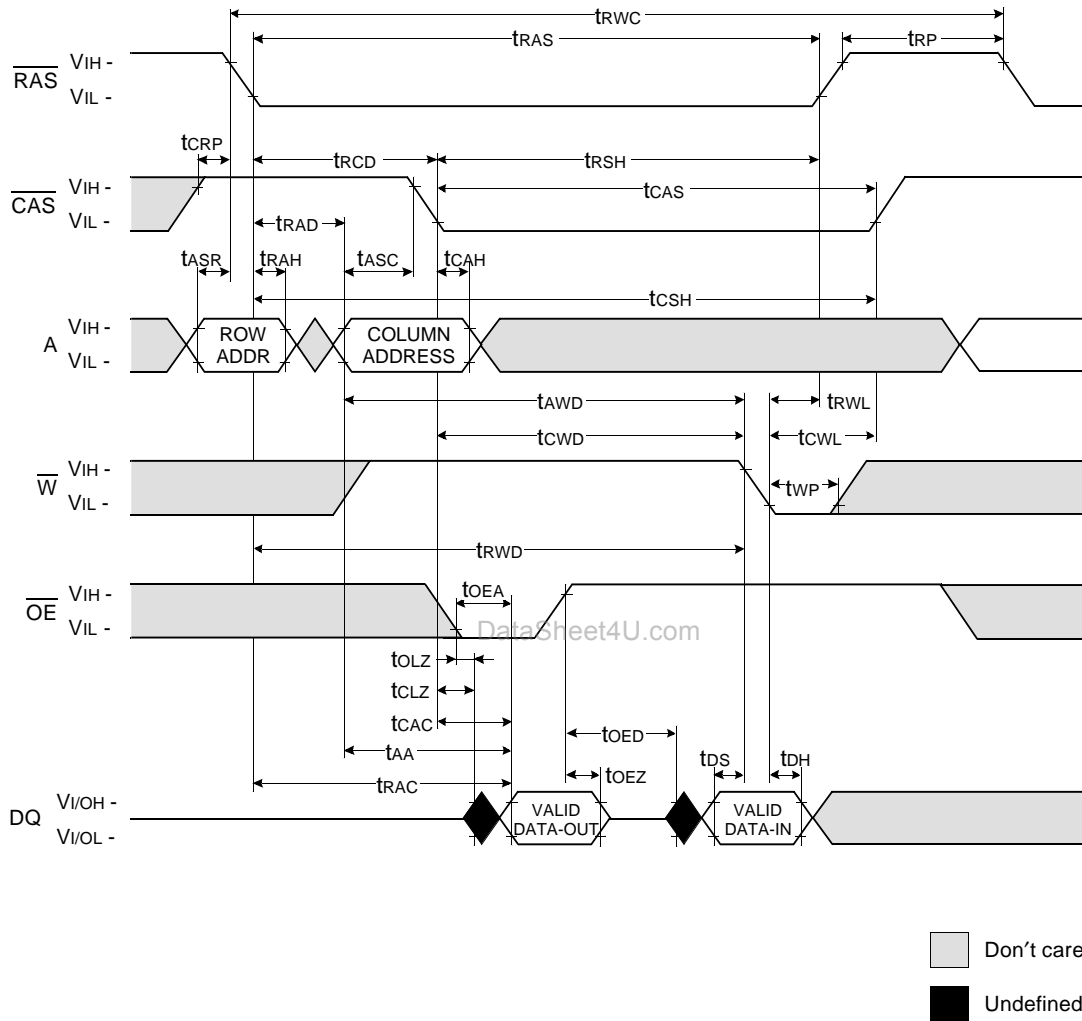 tRWC
tRAS
tRP
RAS
VIH -
VIL -
tCRP
tRCD
tRSH
CAS
VIH -
VIL -
tCAS
tRAD
tASR
tRAH
tASC
tCAH
tCSH
A
VIH -
VIL -
ROW
ADDR
COLUMN
ADDRESS
tAWD
tRWL
tCWD
tCWL
W
VIH -
VIL -
tWP
tRWD
OE
VIH -
VIL -
tOEA
DataSheet4U.com
tOLZ
tCLZ
tCAC
tOED
tAA
tDS
tDH
tOEZ
tRAC
DQ
VI/OH -
VI/OL -
VALID
DATA-OUT
VALID
DATA-IN
Don′t care
Undefined